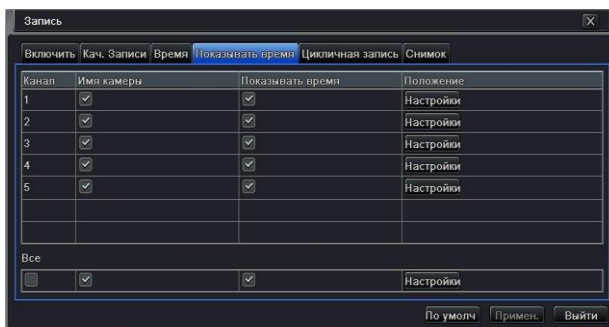 Запись
Включить Кач. Записи Время Показывать время Цикличная запись Снимок
Канал Имя камеры Показывать время Положение
1 Настройки
2 Настройки
3 Настройки
4 Настройки
5 Настройки
Все
Настройки
По умолч Примен. Выйти